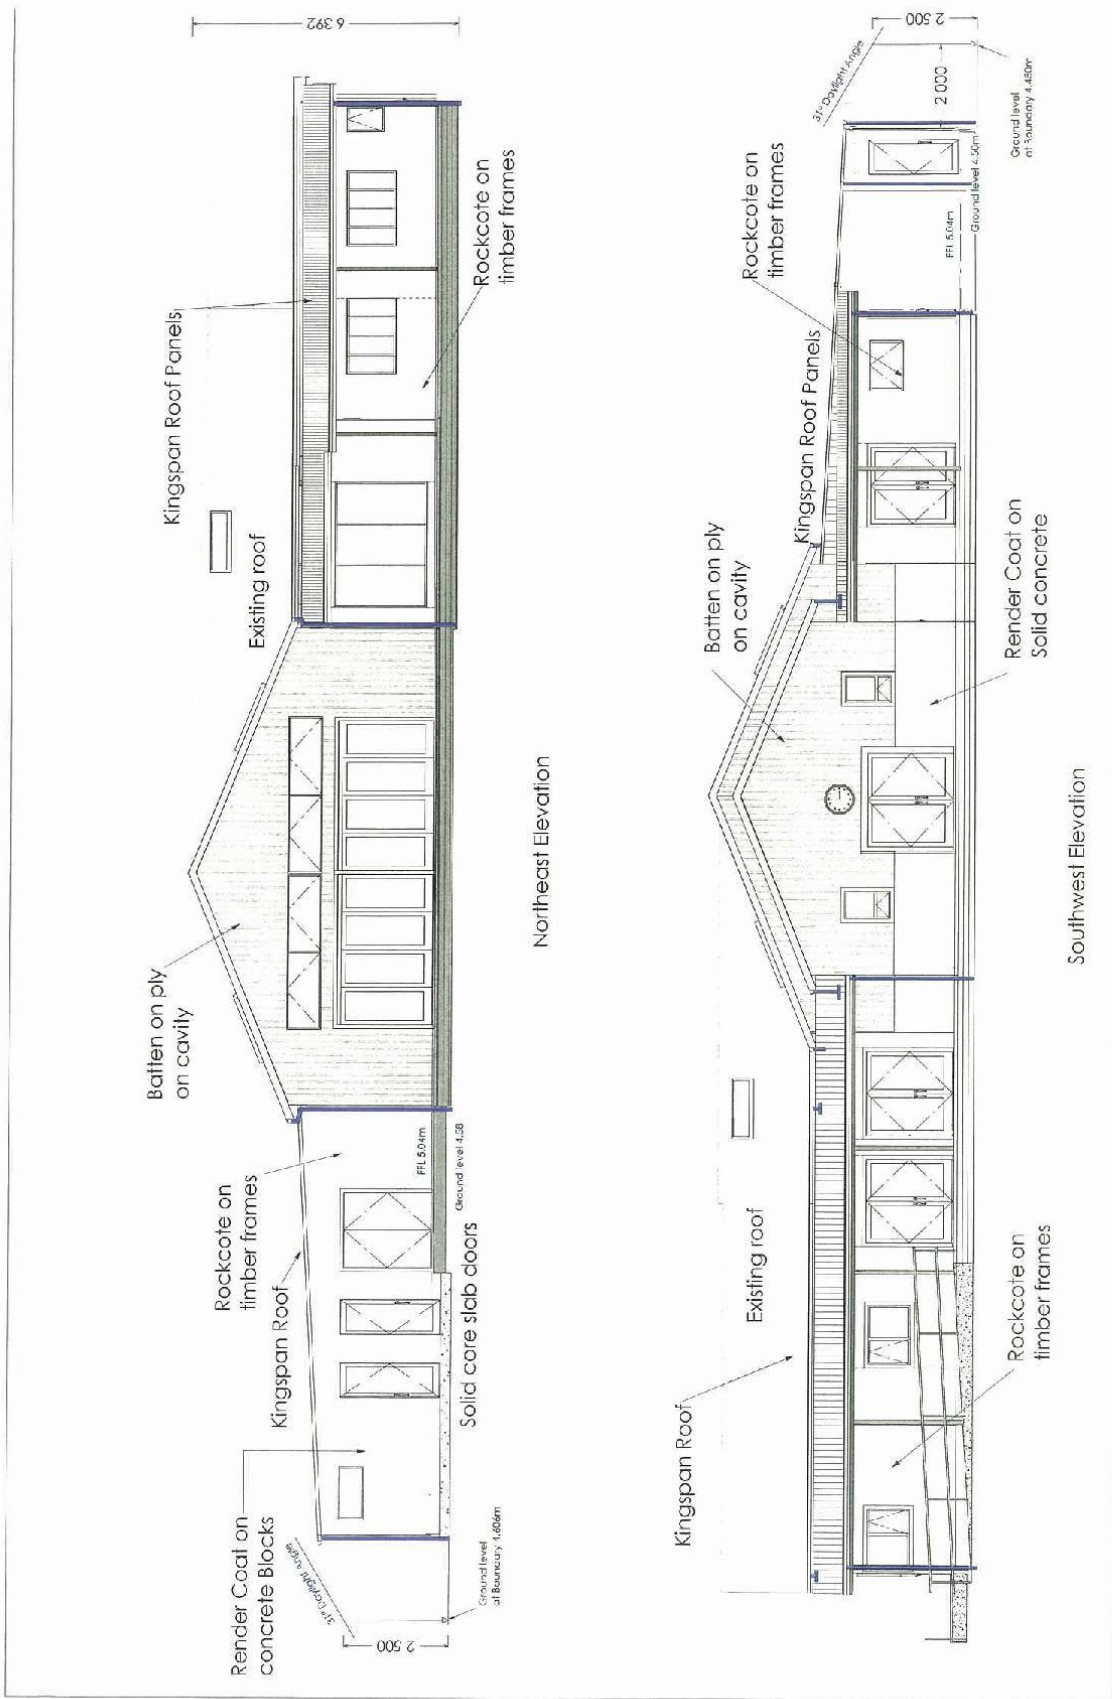 Render Coat on
concrete Blocks
Rockcote on
timber frames
Kingspan Roof
Batten on ply
on cavity
Existing roof
Kingspan Roof Panels
6 392
31° Daylight Angle
2 500
Ground level
at Boundary 4.606m
Solid core slab doors
FFL 5.04m
Ground level 4.58
Rockcote on
timber frames
Northeast Elevation
Kingspan Roof
Existing roof
Batten on ply
on cavity
Kingspan Roof Panels
Rockcote on
timber frames
31° Daylight Angle
2 500
2 000
FFL 5.04m
Ground level 4.50m
Ground level
at Boundary 4.480m
Rockcote on
timber frames
Render Coat on
Solid concrete
Southwest Elevation